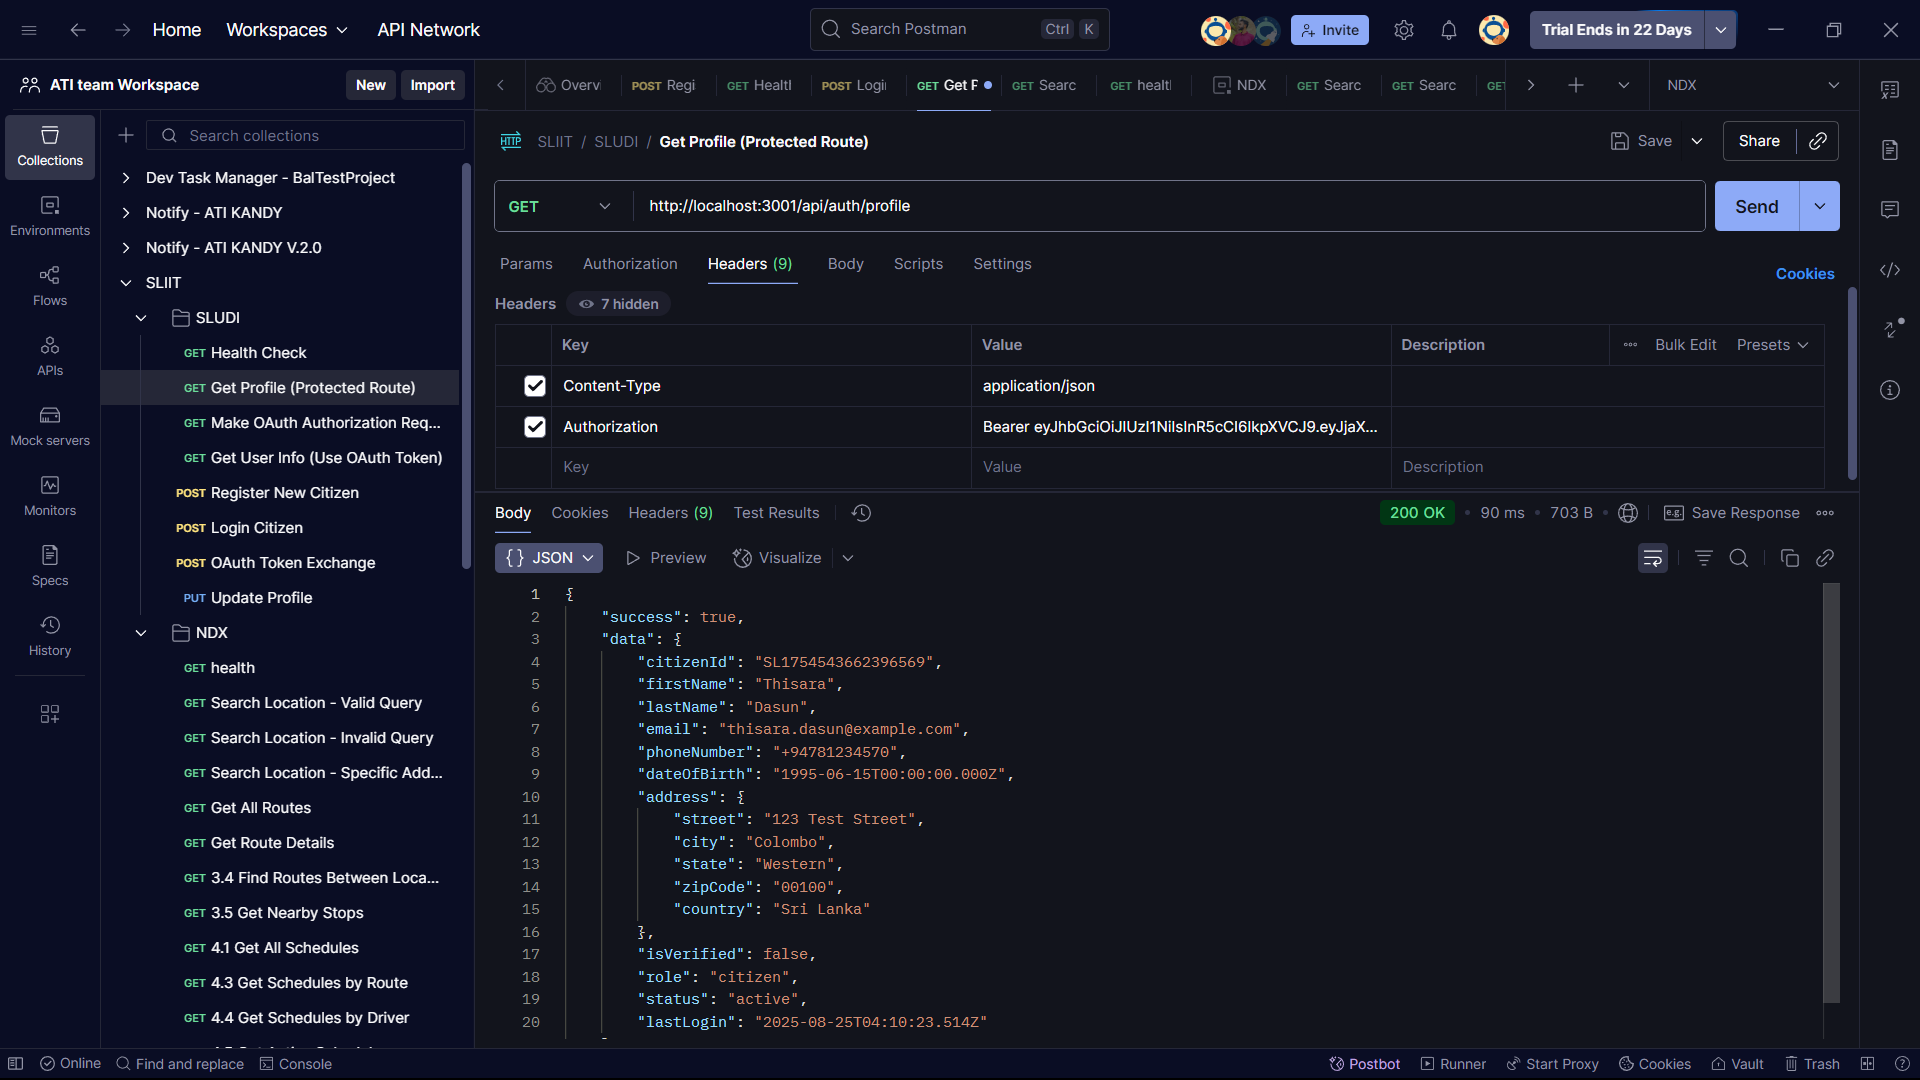 Home
Workspaces
API Network
Search Postman
Ctrl K
Invite
Trial Ends in 22 Days
ATI team Workspace
New
Import
Overv
POST Regi
GET Healtl
POST Logi
GET Get P
GET Searc
GET healtl
NDX
GET Searc
GET Searc
GET
NDX
Collections
Environments
Flows
APIs
Mock servers
Monitors
Specs
History
Search collections
Dev Task Manager - BalTestProject
Notify - ATI KANDY
Notify - ATI KANDY V.2.0
SLIIT
SLUDI
GET Health Check
GET Get Profile (Protected Route)
GET Make OAuth Authorization Req...
GET Get User Info (Use OAuth Token)
POST Register New Citizen
POST Login Citizen
POST OAuth Token Exchange
PUT Update Profile
NDX
GET health
GET Search Location - Valid Query
GET Search Location - Invalid Query
GET Search Location - Specific Add...
GET Get All Routes
GET Get Route Details
GET 3.4 Find Routes Between Loca...
GET 3.5 Get Nearby Stops
GET 4.1 Get All Schedules
GET 4.3 Get Schedules by Route
GET 4.4 Get Schedules by Driver
HTTP SLIIT / SLUDI / Get Profile (Protected Route)
Save
Share
GET
http://localhost:3001/api/auth/profile
Send
Params
Authorization
Headers (9)
Body
Scripts
Settings
Cookies
Headers
7 hidden
Key
Value
Description
Bulk Edit
Presets
Content-Type
application/json
Authorization
Bearer eyJhbGciOiJIUzI1NiIsInR5cCI6IkpXVCJ9.eyJjaX...
Key
Value
Description
Body
Cookies
Headers (9)
Test Results
200 OK
90 ms
703 B
e.g. Save Response
{} JSON
Preview
Visualize
1 {
2 "success": true,
3 "data": {
4 "citizenId": "SL1754543662396569",
5 "firstName": "Thisara",
6 "lastName": "Dasun",
7 "email": "thisara.dasun@example.com",
8 "phoneNumber": "+94781234570",
9 "dateOfBirth": "1995-06-15T00:00:00.000Z",
10 "address": {
11 "street": "123 Test Street",
12 "city": "Colombo",
13 "state": "Western",
14 "zipCode": "00100",
15 "country": "Sri Lanka"
16 },
17 "isVerified": false,
18 "role": "citizen",
19 "status": "active",
20 "lastLogin": "2025-08-25T04:10:23.514Z"
Online
Find and replace
Console
Postbot
Runner
Start Proxy
Cookies
Vault
Trash